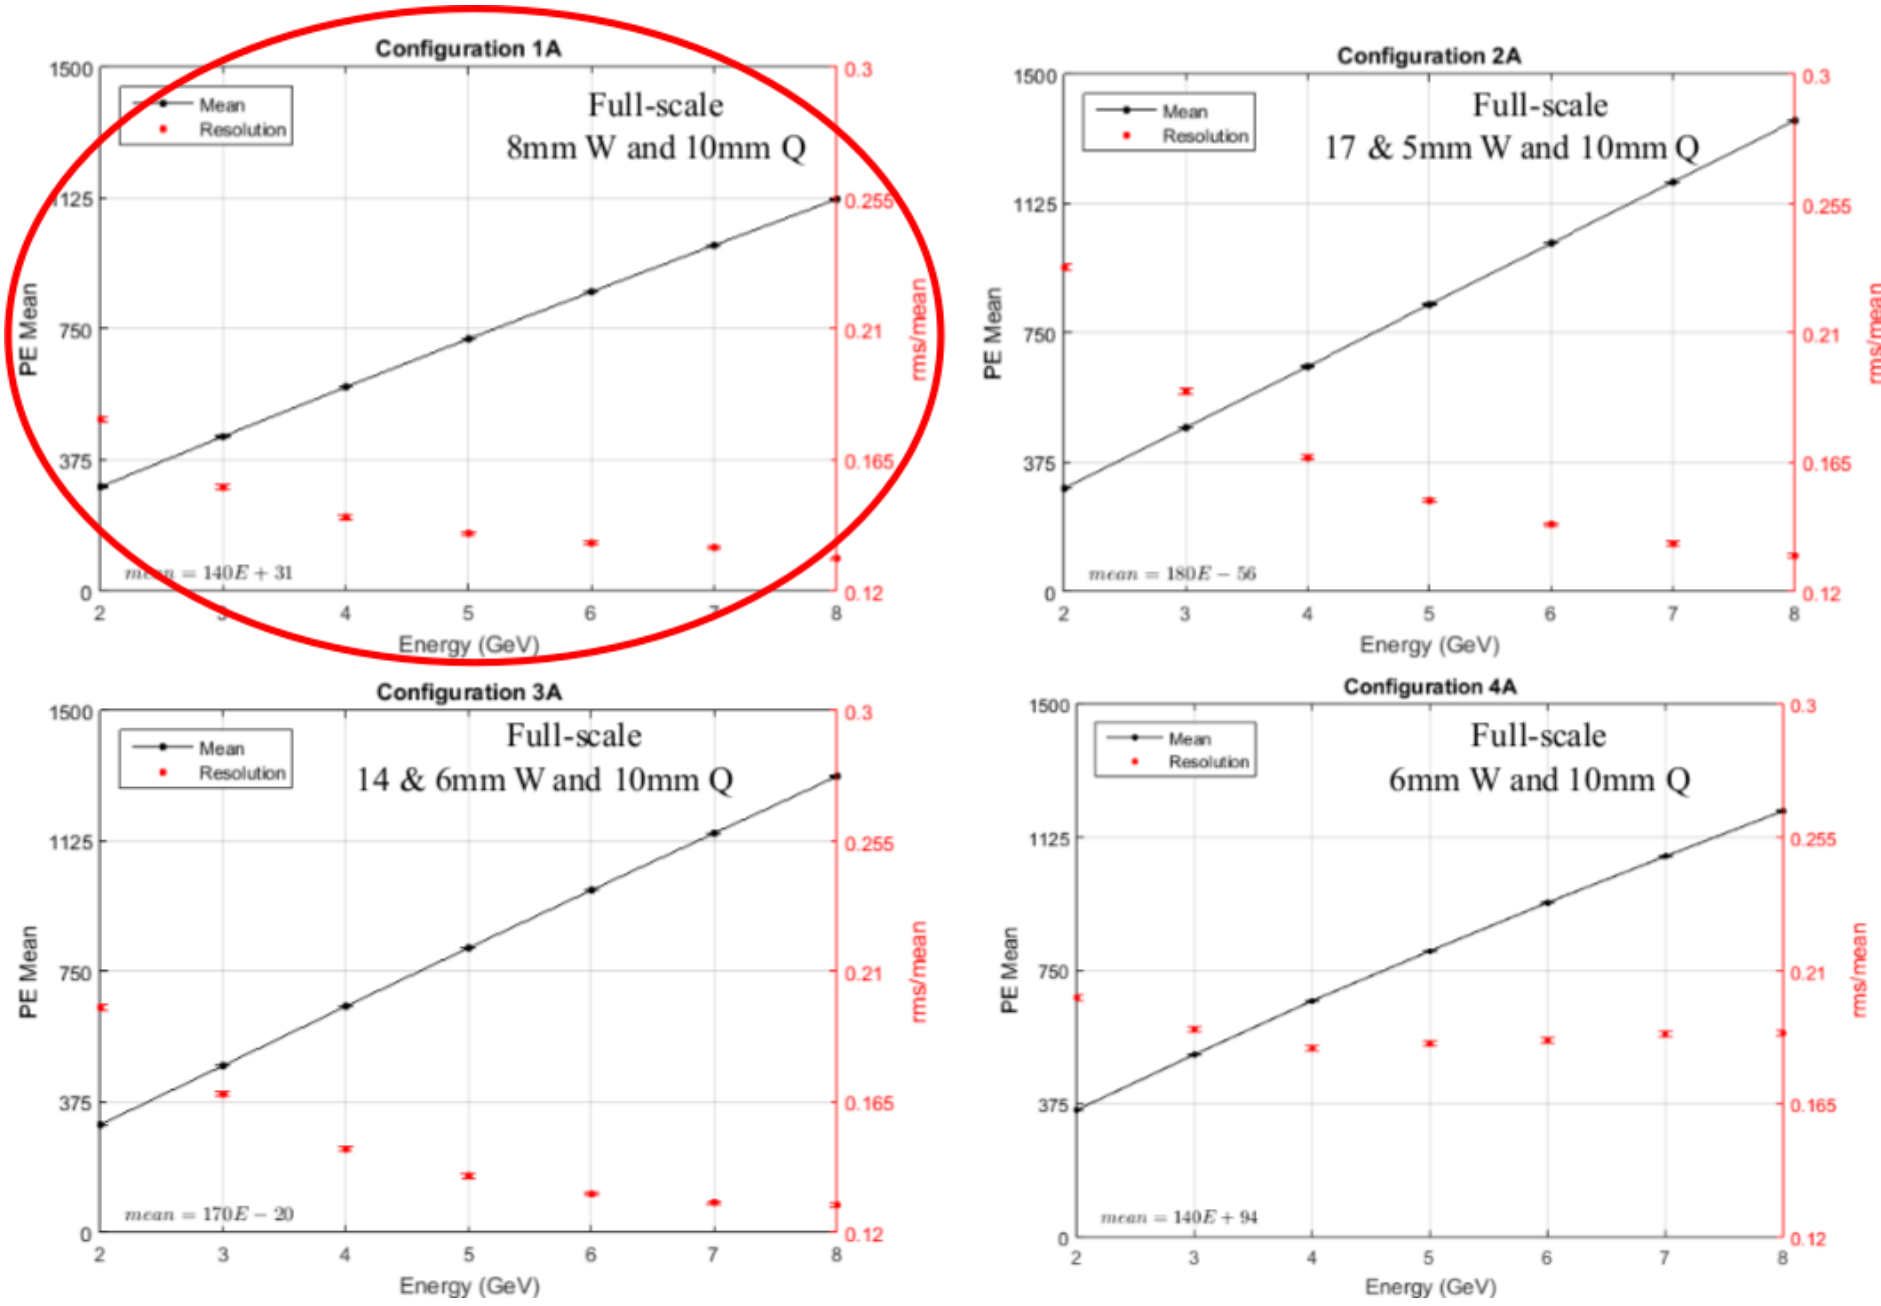 Configuration 1A
1500
0.3
Mean
Resolution
Full-scale
8mm W and 10mm Q
1125
0.255
PE Mean
750
0.21
rms/mean
375
0.165
mean = 140E + 31
0
0.12
2 3 4 5 6 7 8
Energy (GeV)
Configuration 2A
1500
0.3
Mean
Resolution
Full-scale
17 & 5mm W and 10mm Q
1125
0.255
PE Mean
750
0.21
rms/mean
375
0.165
mean = 180E − 56
0
0.12
2 3 4 5 6 7 8
Energy (GeV)
Configuration 3A
1500
0.3
Mean
Resolution
Full-scale
14 & 6mm W and 10mm Q
1125
0.255
PE Mean
750
0.21
rms/mean
375
0.165
mean = 170E − 20
0
0.12
2 3 4 5 6 7 8
Energy (GeV)
Configuration 4A
1500
0.3
Mean
Resolution
Full-scale
6mm W and 10mm Q
1125
0.255
PE Mean
750
0.21
rms/mean
375
0.165
mean = 140E + 94
0
0.12
2 3 4 5 6 7 8
Energy (GeV)